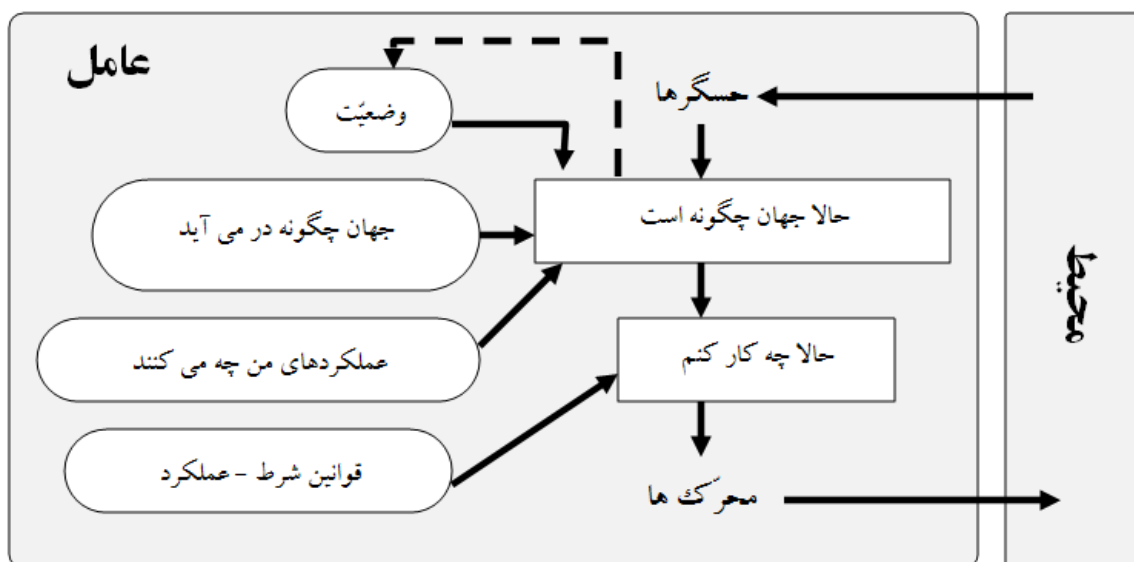 عامل
حسگرها
وضعیّت
حالا جهان چگونه است
جهان چگونه در می آید
محیط
حالا چه کار کنم
عملکردهای من چه می کنند
قوانین شرط - عملکرد
محرّک ها